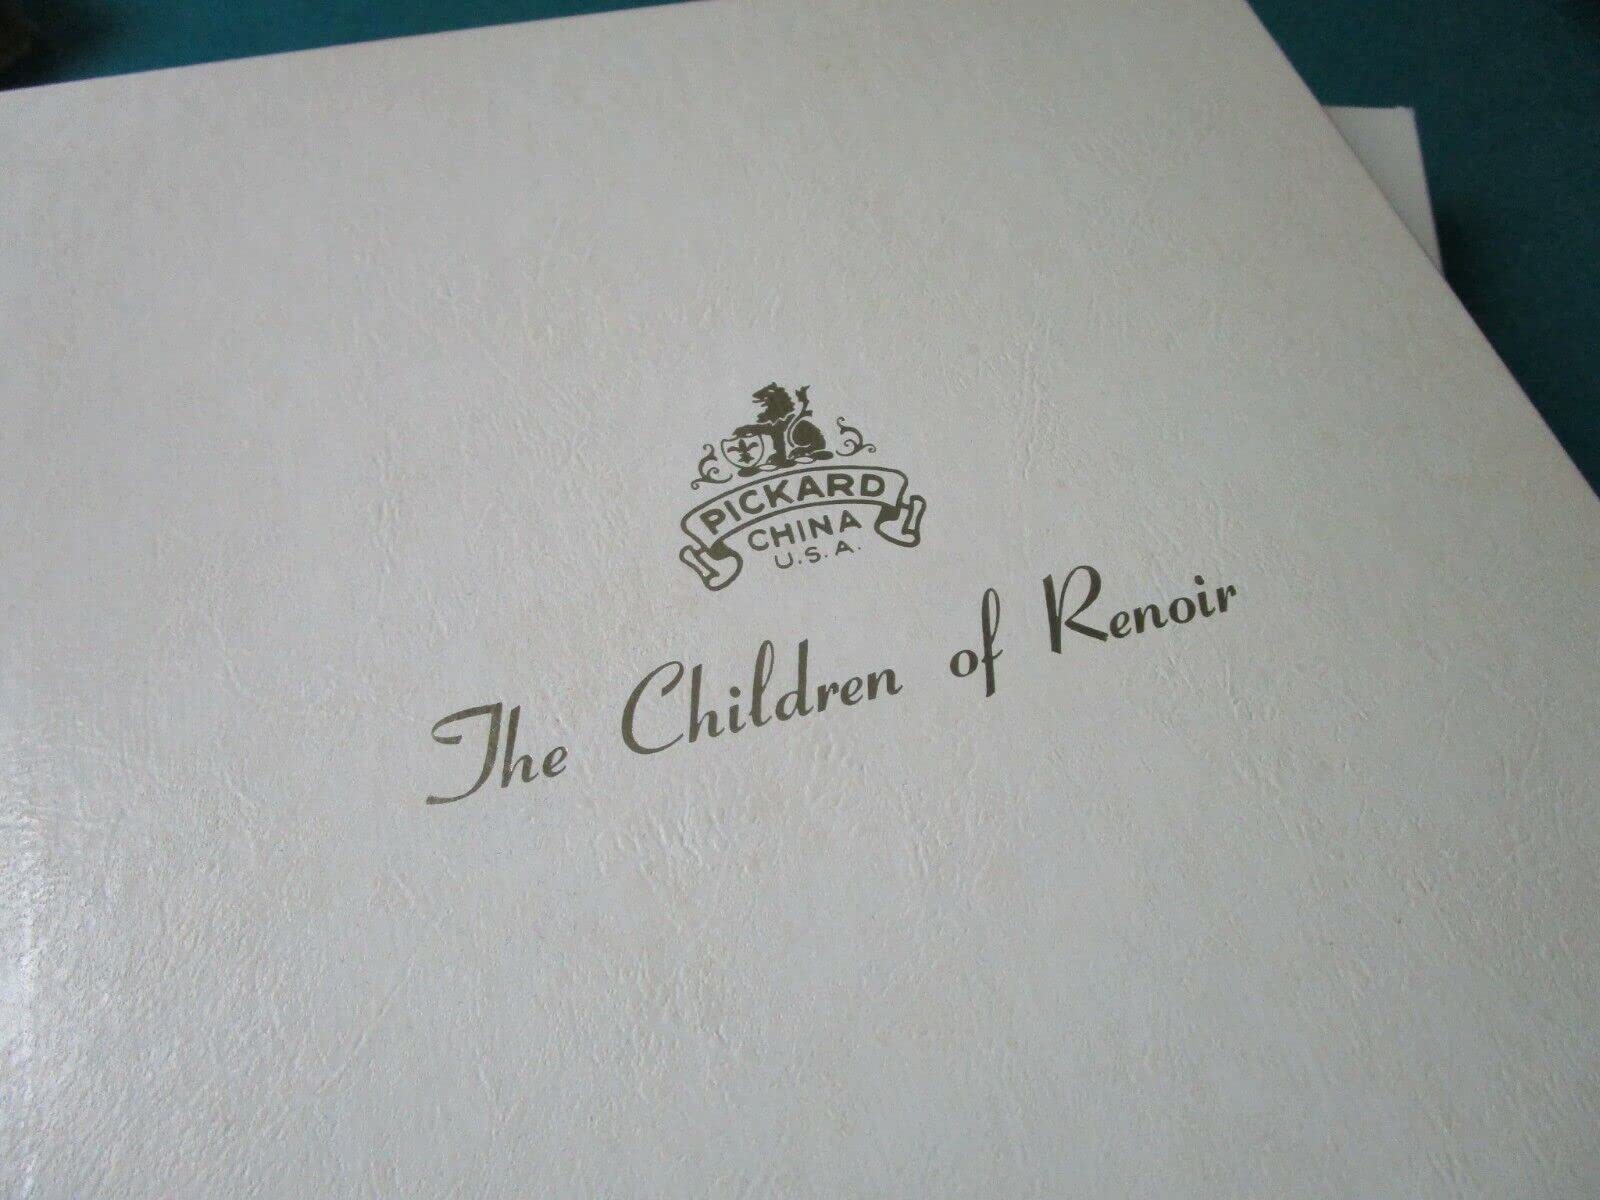 PICKARD
CHINA
U.S.A.
The Children of Renoir